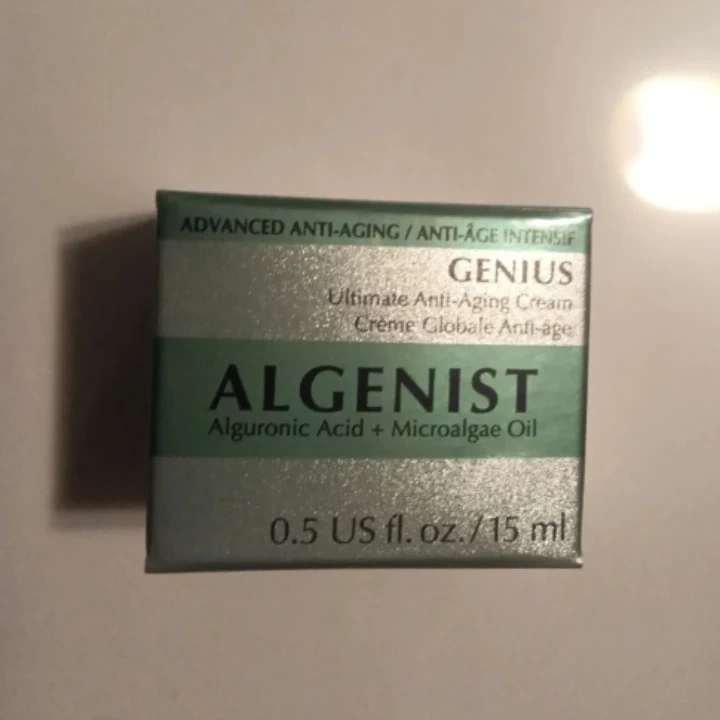 ADVANCED ANTI-AGING / ANTI-ÂGE INTENSIF
GENIUS
Ultimate Anti-Aging Cream
Crème Globale Anti-âge
ALGENIST
Alguronic Acid + Microalgae Oil
0.5 US fl. oz./15 ml